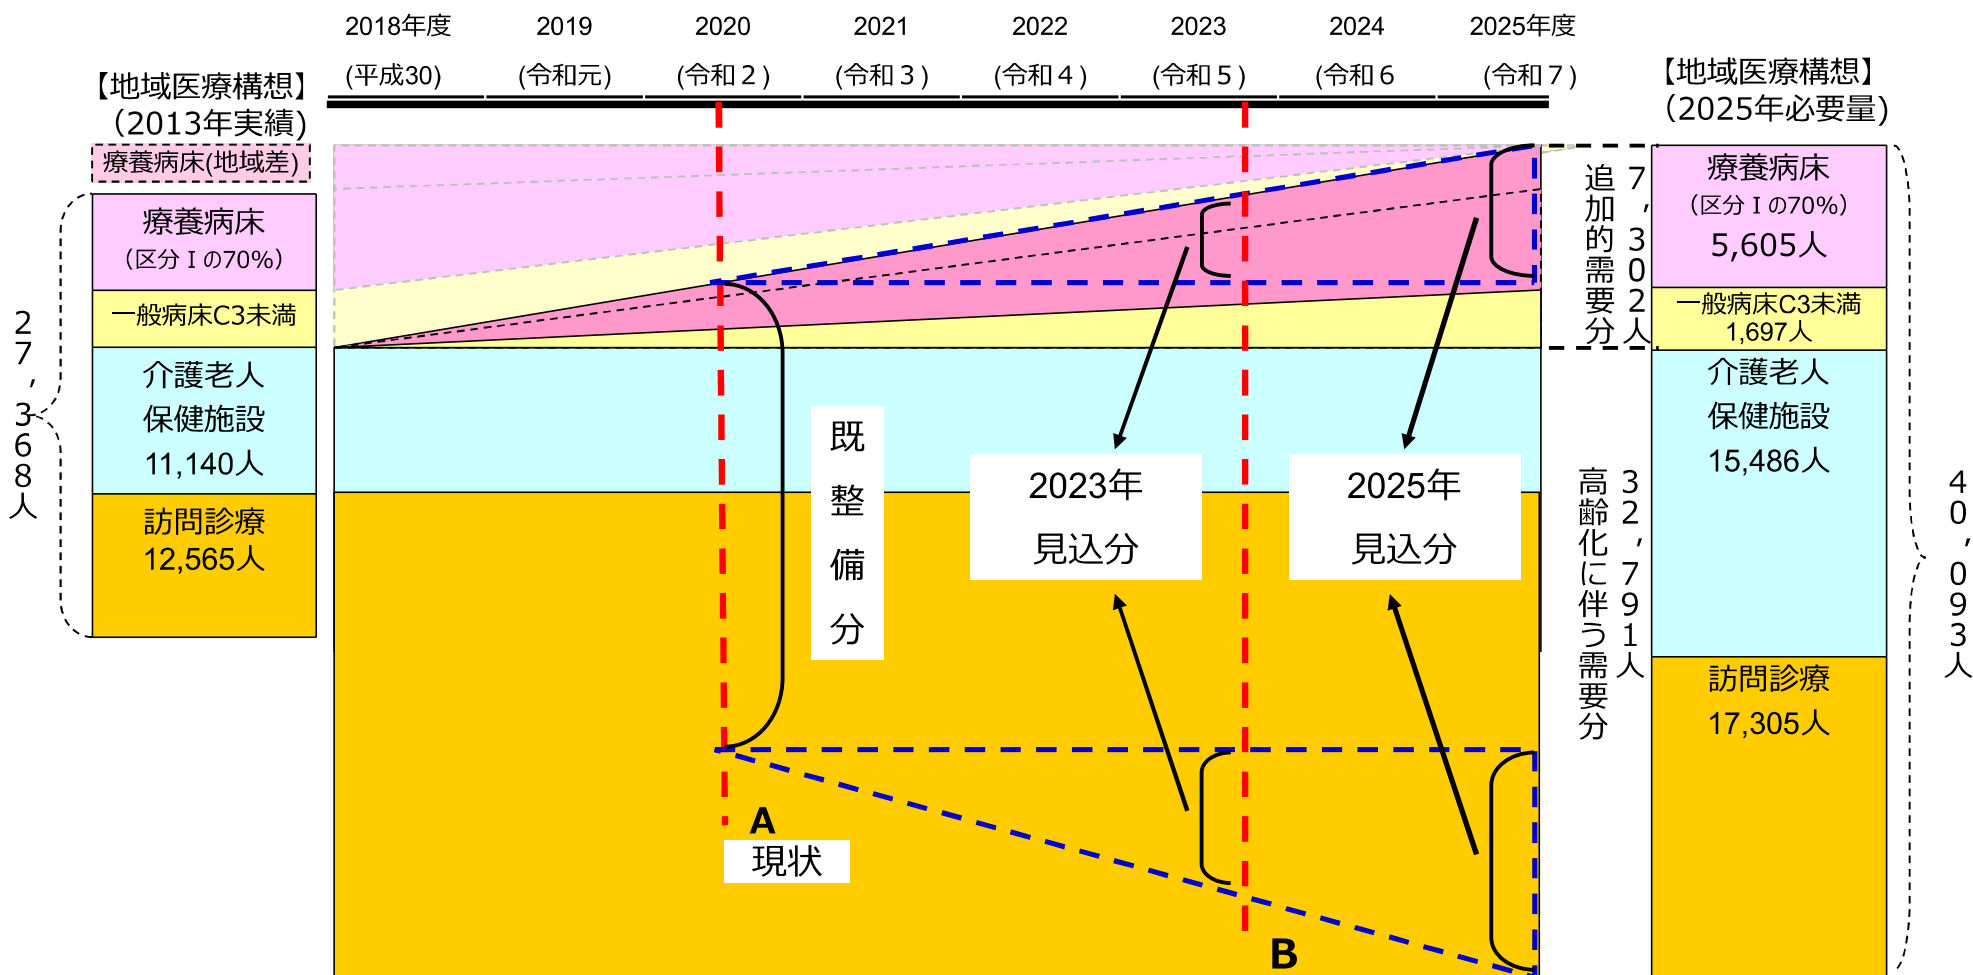 2018年度 2019 2020 2021 2022 2023 2024 2025年度
(平成30) (令和元) (令和２) (令和３) (令和４) (令和５) (令和６ (令和７)
【地域医療構想】
（2013年実績)
療養病床(地域差)
療養病床
（区分Ⅰの70%）
一般病床C3未満
介護老人
保健施設
11,140人
訪問診療
12,565人
27,368人
既整備分
2023年
見込分
2025年
見込分
A
現状
B
追加的需要分
7,302人
高齢化に伴う需要分
32,791人
【地域医療構想】
（2025年必要量)
療養病床
（区分Ⅰの70%）
5,605人
一般病床C3未満
1,697人
介護老人
保健施設
15,486人
訪問診療
17,305人
40,093人